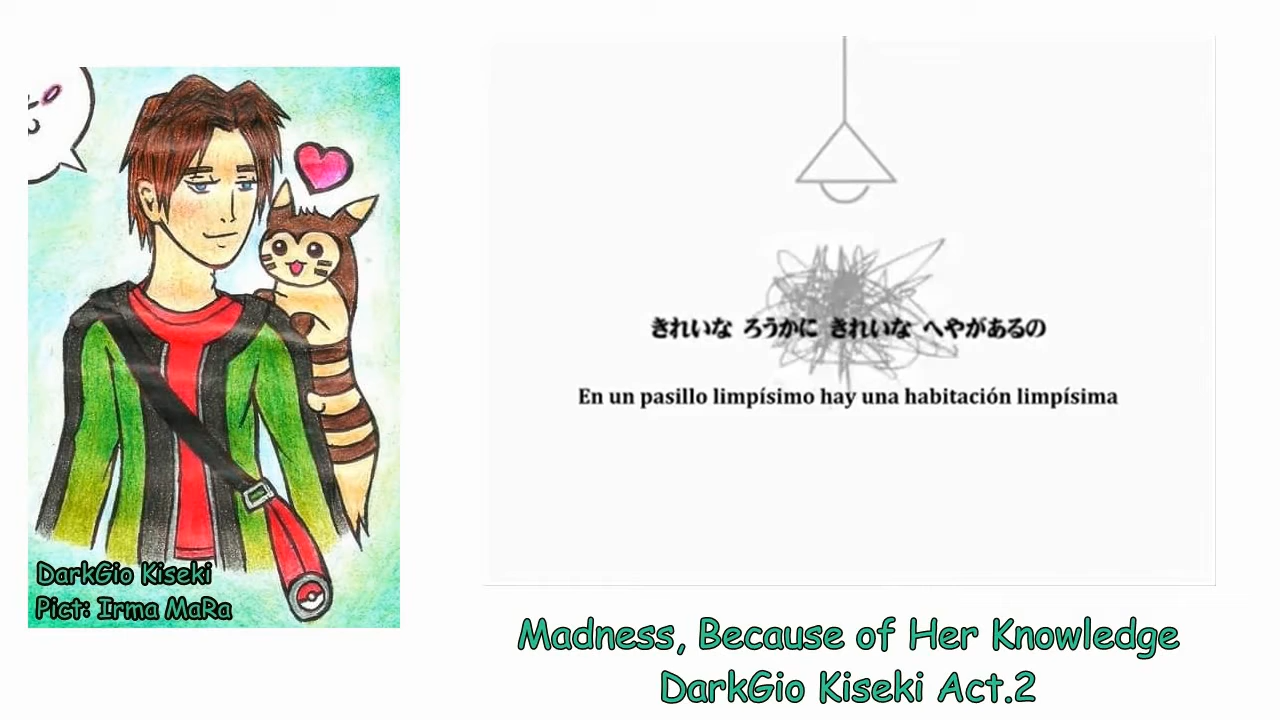 DarkGio Kiseki
Pict: Irma MaRa
きれいな ろうかに きれいな へやがあるの
En un pasillo limpísimo hay una habitación limpísima
Madness, Because of Her Knowledge
DarkGio Kiseki Act.2